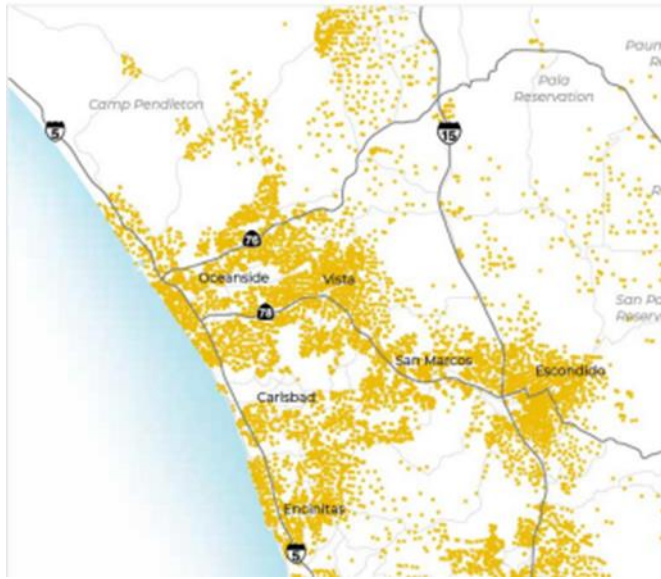 Camp Pendleton
Pala
Reservation
5
15
76
Oceanside
Vista
78
San Marcos
Escondido
Carlsbad
Encinitas
5